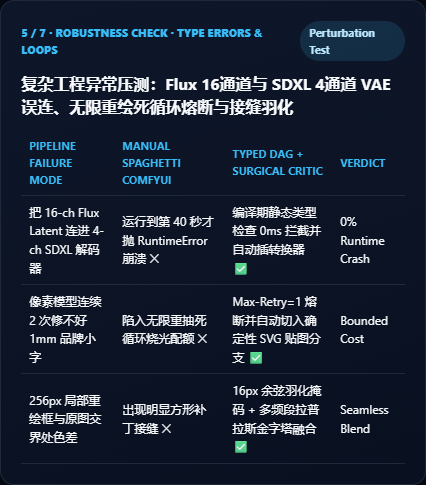 5 / 7 · ROBUSTNESS CHECK · TYPE ERRORS &
LOOPS
Perturbation
Test
复杂工程异常压测：Flux 16通道与 SDXL 4通道 VAE
误连、无限重绘死循环熔断与接缝羽化
PIPELINE
FAILURE
MODE
MANUAL
SPAGHETTI
COMFYUI
TYPED DAG +
SURGICAL CRITIC
VERDICT
把 16-ch Flux
Latent 连进 4-
ch SDXL 解码
器
运行到第 40 秒才
抛 RuntimeError
崩溃 ❌
编译期静态类型
检查 0ms 拦截并
自动插转换器
✅
0%
Runtime
Crash
像素模型连续
2 次修不好
1mm 品牌小
字
陷入无限重抽死
循环烧光配额 ❌
Max-Retry=1 熔
断并自动切入确
定性 SVG 贴图分
支 ✅
Bounded
Cost
256px 局部重
绘框与原图交
界处色差
出现明显方形补
丁接缝 ❌
16px 余弦羽化掩
码 + 多频段拉普
拉斯金字塔融合
✅
Seamless
Blend